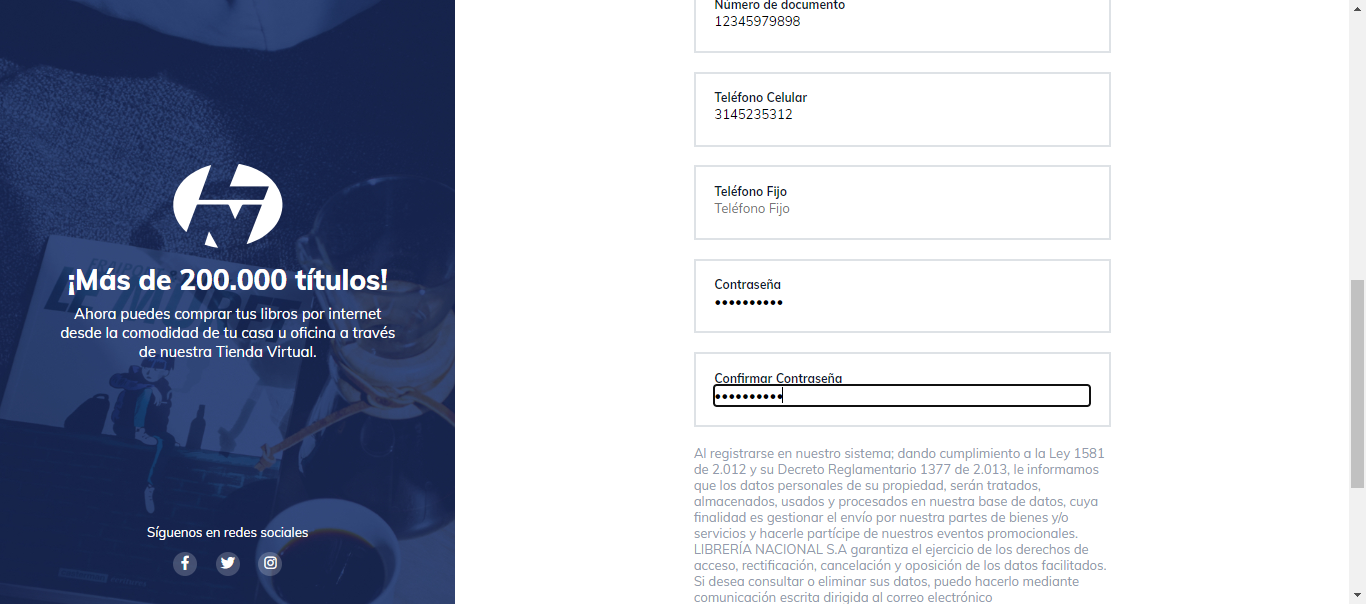 ¡Más de 200.000 títulos!
Ahora puedes comprar tus libros por internet
desde la comodidad de tu casa u oficina a través
de nuestra Tienda Virtual.
Síguenos en redes sociales
Número de documento
12345979898
Teléfono Celular
3145235312
Teléfono Fijo
Teléfono Fijo
Contraseña
••••••••••
Confirmar Contraseña
••••••••••
Al registrarse en nuestro sistema; dando cumplimiento a la Ley 1581
de 2.012 y su Decreto Reglamentario 1377 de 2.013, le informamos
que los datos personales de su propiedad, serán tratados,
almacenados, usados y procesados en nuestra base de datos, cuya
finalidad es gestionar el envío por nuestra partes de bienes y/o
servicios y hacerle partícipe de nuestros eventos promocionales.
LIBRERÍA NACIONAL S.A garantiza el ejercicio de los derechos de
acceso, rectificación, cancelación y oposición de los datos facilitados.
Si desea consultar o eliminar sus datos, puedo hacerlo mediante
comunicación escrita dirigida al correo electrónico